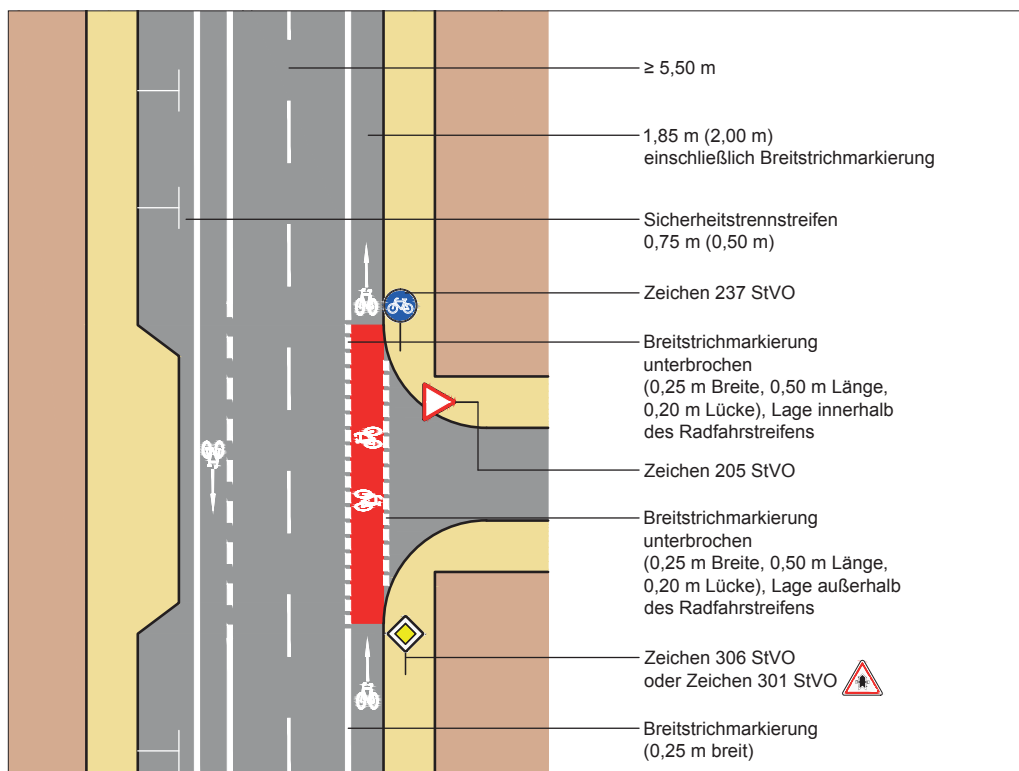 ≥ 5,50 m
1,85 m (2,00 m)
einschließlich Breitstrichmarkierung
Sicherheitstrennstreifen
0,75 m (0,50 m)
Zeichen 237 StVO
Breitstrichmarkierung
unterbrochen
(0,25 m Breite, 0,50 m Länge,
0,20 m Lücke), Lage innerhalb
des Radfahrstreifens
Zeichen 205 StVO
Breitstrichmarkierung
unterbrochen
(0,25 m Breite, 0,50 m Länge,
0,20 m Lücke), Lage außerhalb
des Radfahrstreifens
Zeichen 306 StVO
oder Zeichen 301 StVO
Breitstrichmarkierung
(0,25 m breit)